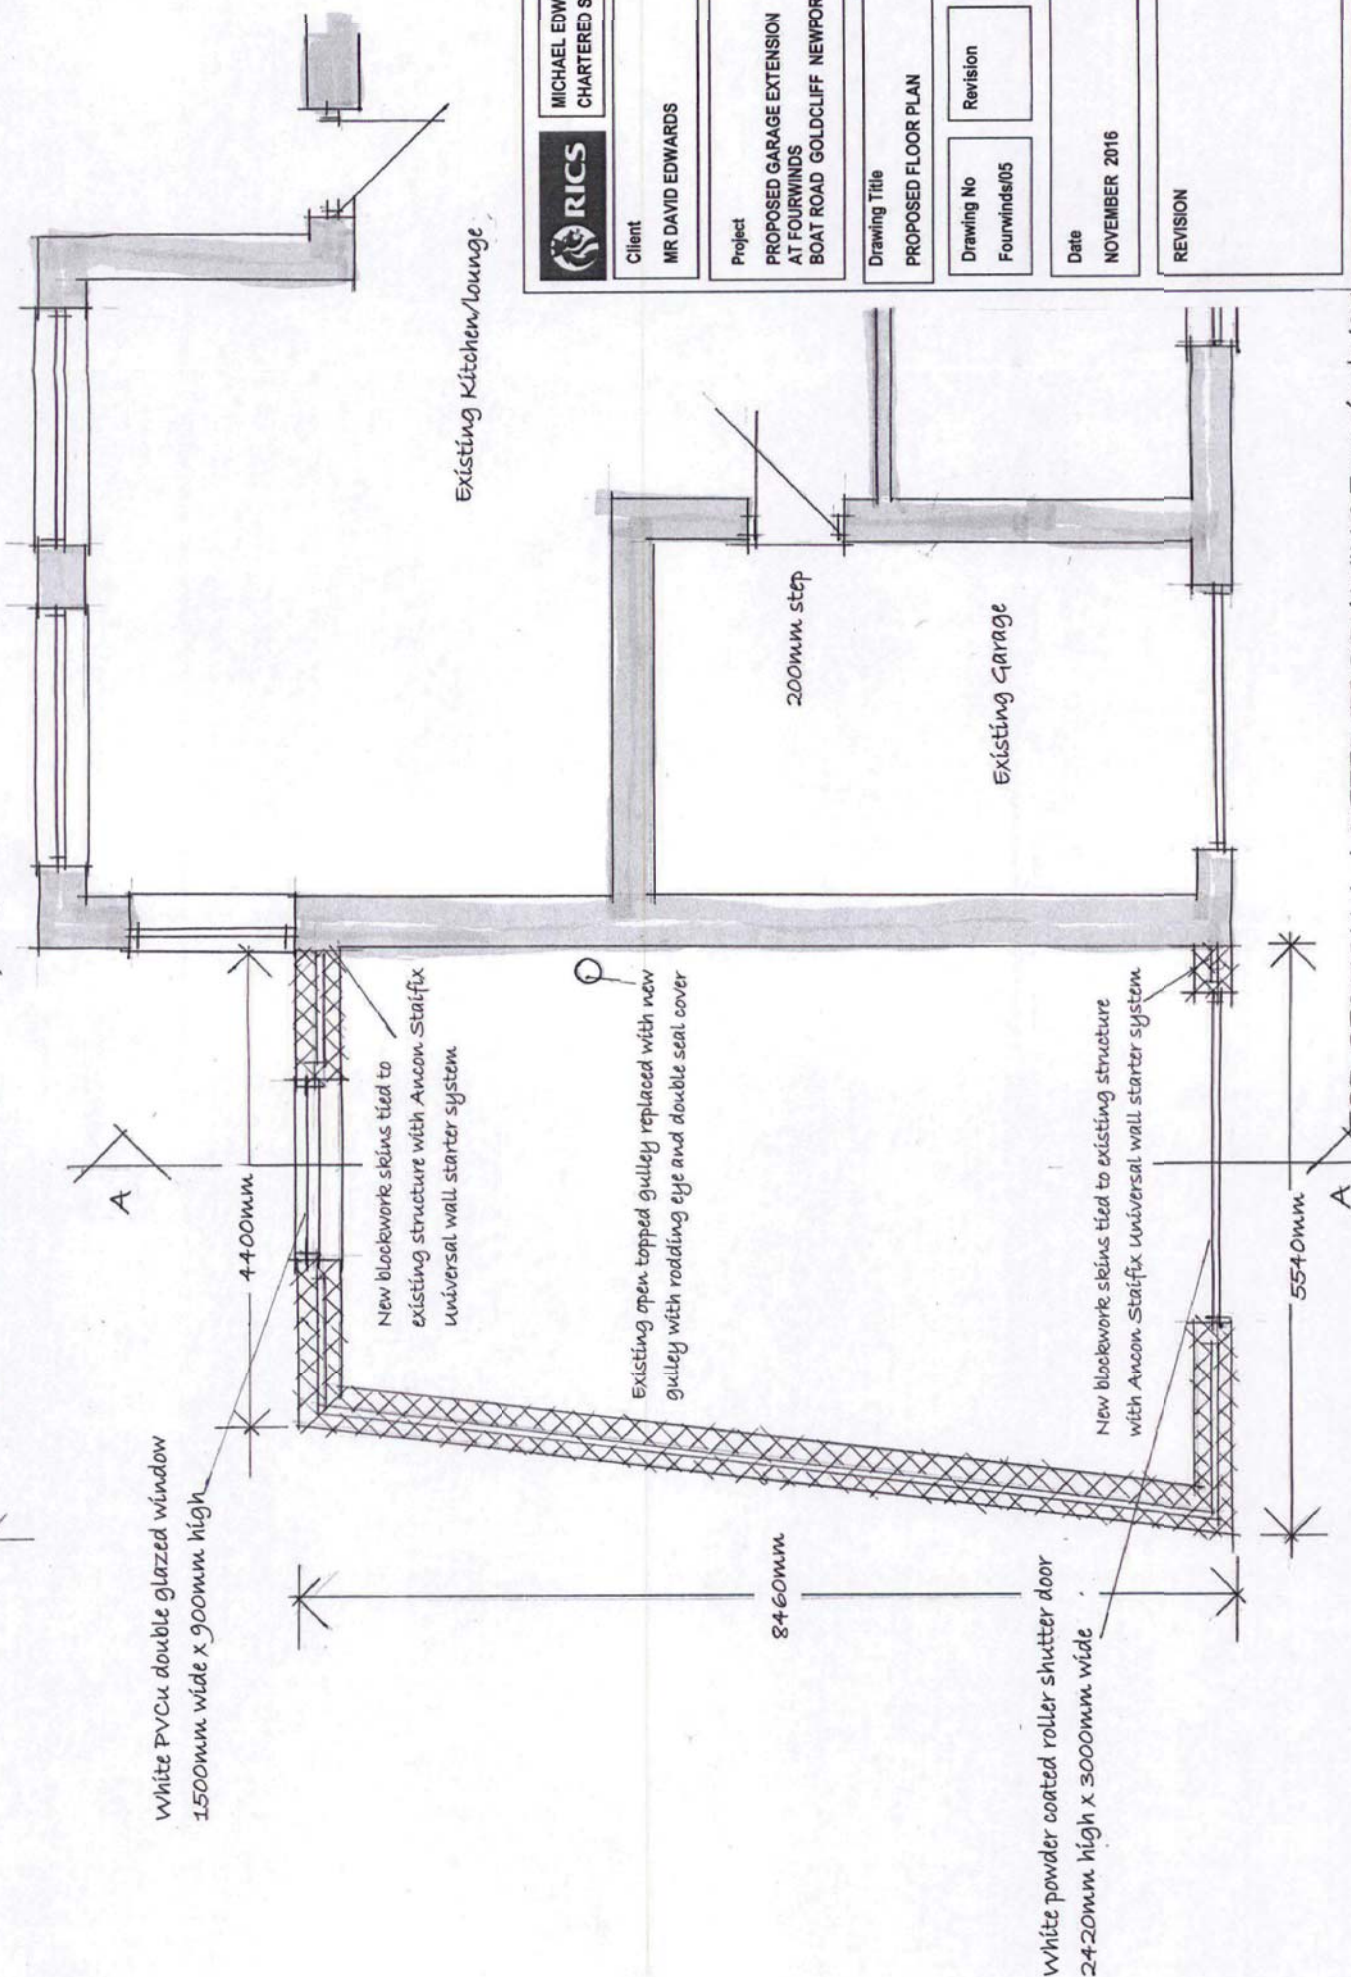 White PVCu double glazed window
1500mm wide x 900mm high
A
4400mm
New blockwork skins tied to
existing structure with Ancon Staifix
universal wall starter system
Existing Kitchen/lounge
Existing open topped gulley replaced with new
gulley with rodding eye and double seal cover
200mm step
Existing Garage
8460mm
White powder coated roller shutter door
2420mm high x 3000mm wide
New blockwork skins tied to existing structure
with Ancon Staifix universal wall starter system
5540mm
A
RICS
MICHAEL EDW
CHARTERED S
Client
MR DAVID EDWARDS
Project
PROPOSED GARAGE EXTENSION
AT FOURWINDS
BOAT ROAD GOLDCLIFF NEWPOR
Drawing Title
PROPOSED FLOOR PLAN
Drawing No
Fourwinds/05
Revision
Date
NOVEMBER 2016
REVISION